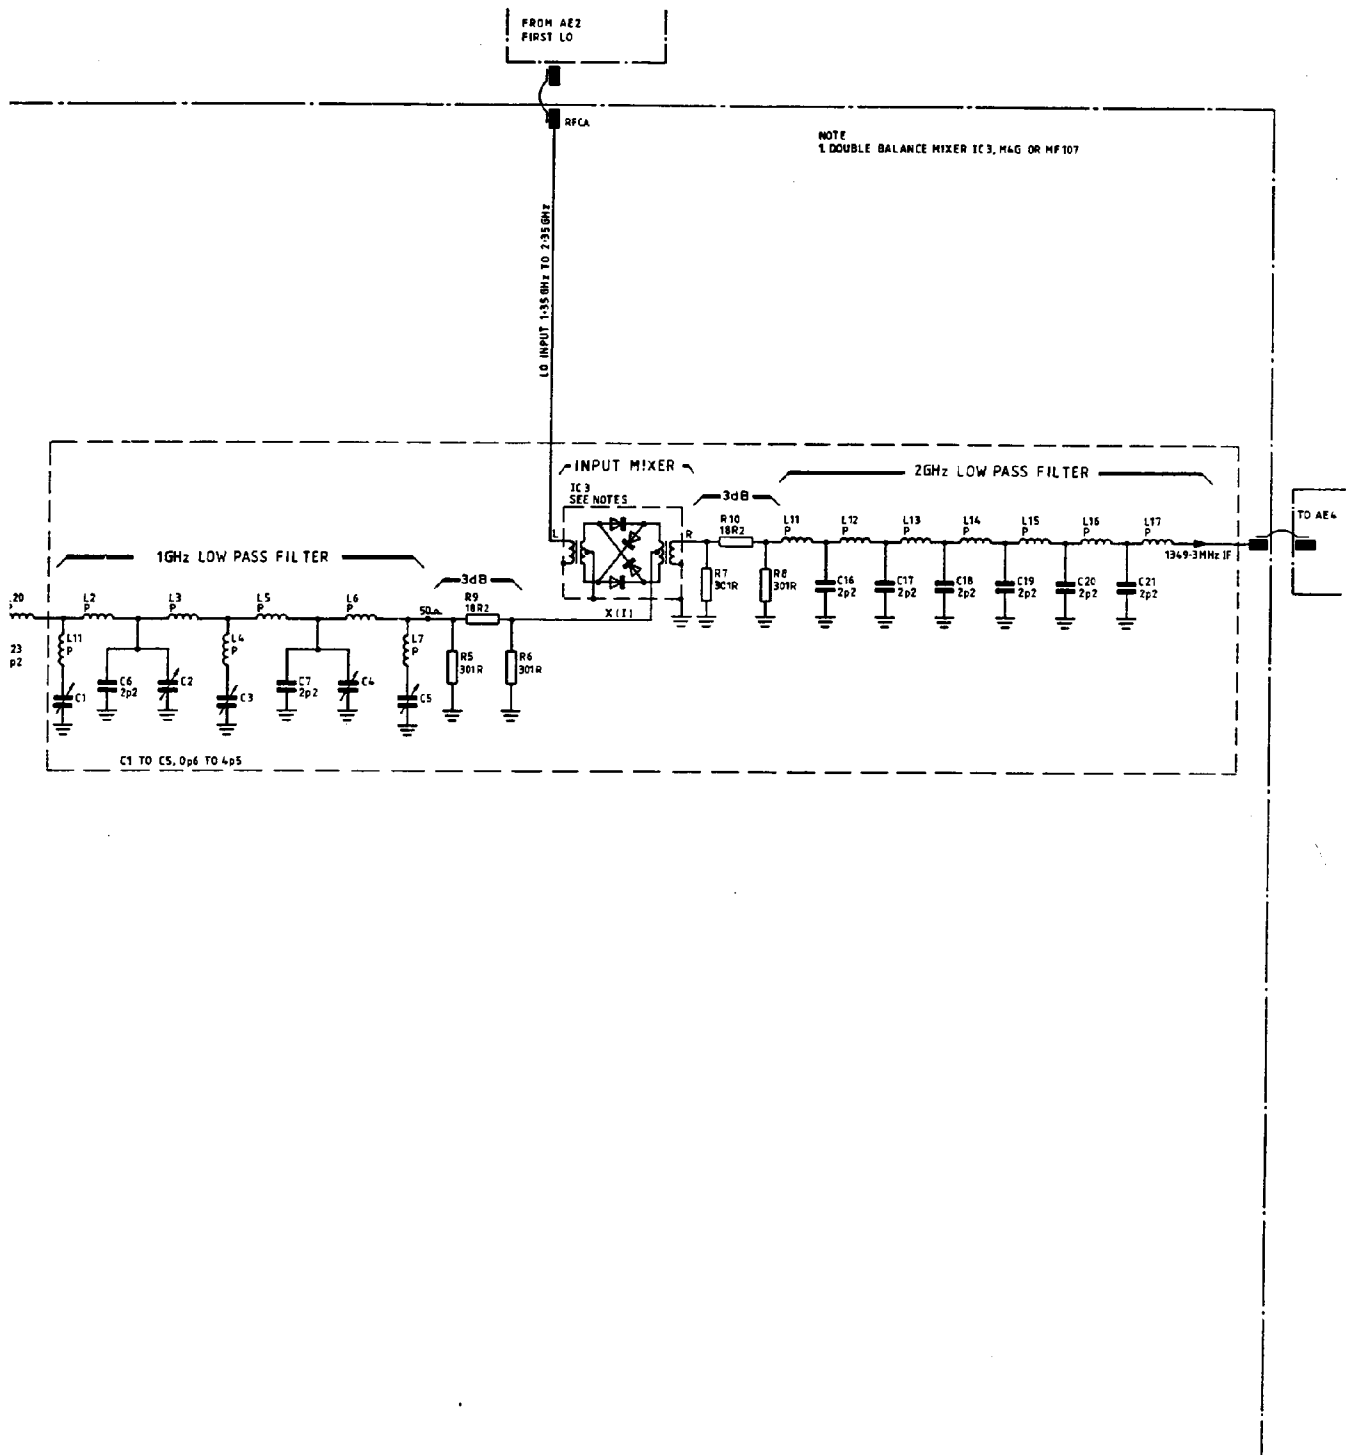 FROM AE2
FIRST LO
RFCA
NOTE
1. DOUBLE BALANCE MIXER IC3, M4G OR MF107
LO INPUT 1·35GHz TO 2·35GHz
INPUT MIXER
IC3
SEE NOTES
L
R
X(I)
3dB
R10
18R2
R7
301R
R8
301R
2GHz LOW PASS FILTER
L11
P
L12
P
L13
P
L14
P
L15
P
L16
P
L17
P
C16
2p2
C17
2p2
C18
2p2
C19
2p2
C20
2p2
C21
2p2
1349·3MHz IF
TO AE4
1GHz LOW PASS FILTER
L20
P
23
p2
L2
P
L3
P
L5
P
L6
P
L11
P
L4
P
L7
P
C1
C6
2p2
C2
C3
C7
2p2
C4
C5
50Ω
3dB
R9
18R2
R5
301R
R6
301R
C1 TO C5, 0p6 TO 4p5